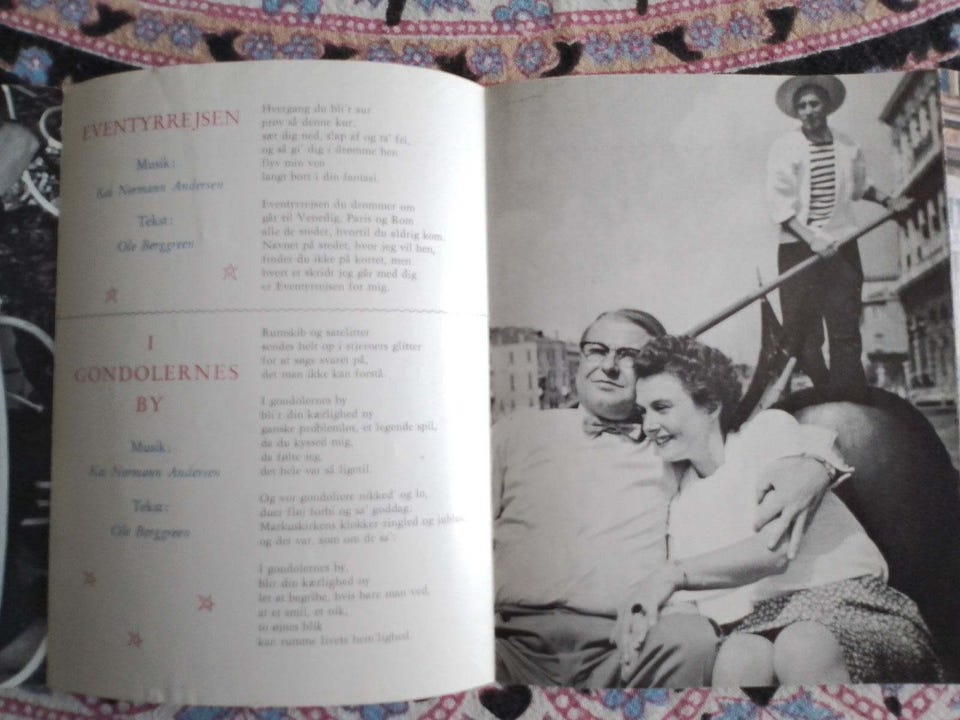 EVENTYRREJSEN
Musik:
Kai Normann Andersen
Tekst:
Ole Berggreen
Hvergang du bli'r sur
prøv så denne kur,
sæt dig ned, slap af og ta' fri,
og så gi' dig i drømme hen
flyv min ven
langt bort i din fantasi.
Eventyrrejsen du drømmer om
går til Venedig, Paris og Rom
alle de steder, hvortil du aldrig kom.
Navnet på stedet, hvor jeg vil hen,
finder du ikke på kortet, men
hvert et skridt jeg går med dig
er Eventyrrejsen for mig.
I
GONDOLERNES
BY
Musik:
Kai Normann Andersen
Tekst:
Ole Berggreen
Rumskib og satelitter
sendes helt op i stjerners glitter
for at søge svaret på,
det man ikke kan forstå.
I gondolernes by
bli'r din kærlighed ny
ganske problemløs, et legende spil,
da du kyssed mig,
da følte jeg,
det hele var så ligetil.
Og vor gondoliere nikked' og lo,
duer fløj forbi og sa' goddag;
Markuskirkens klokker ringled og
og det var, som om de sa':
I gondolernes by,
blir din kærlighed ny
let at begribe, hvis bare man ved,
at et smil, et nik,
to øjnes blik
kan rumme livets hem'lighed.